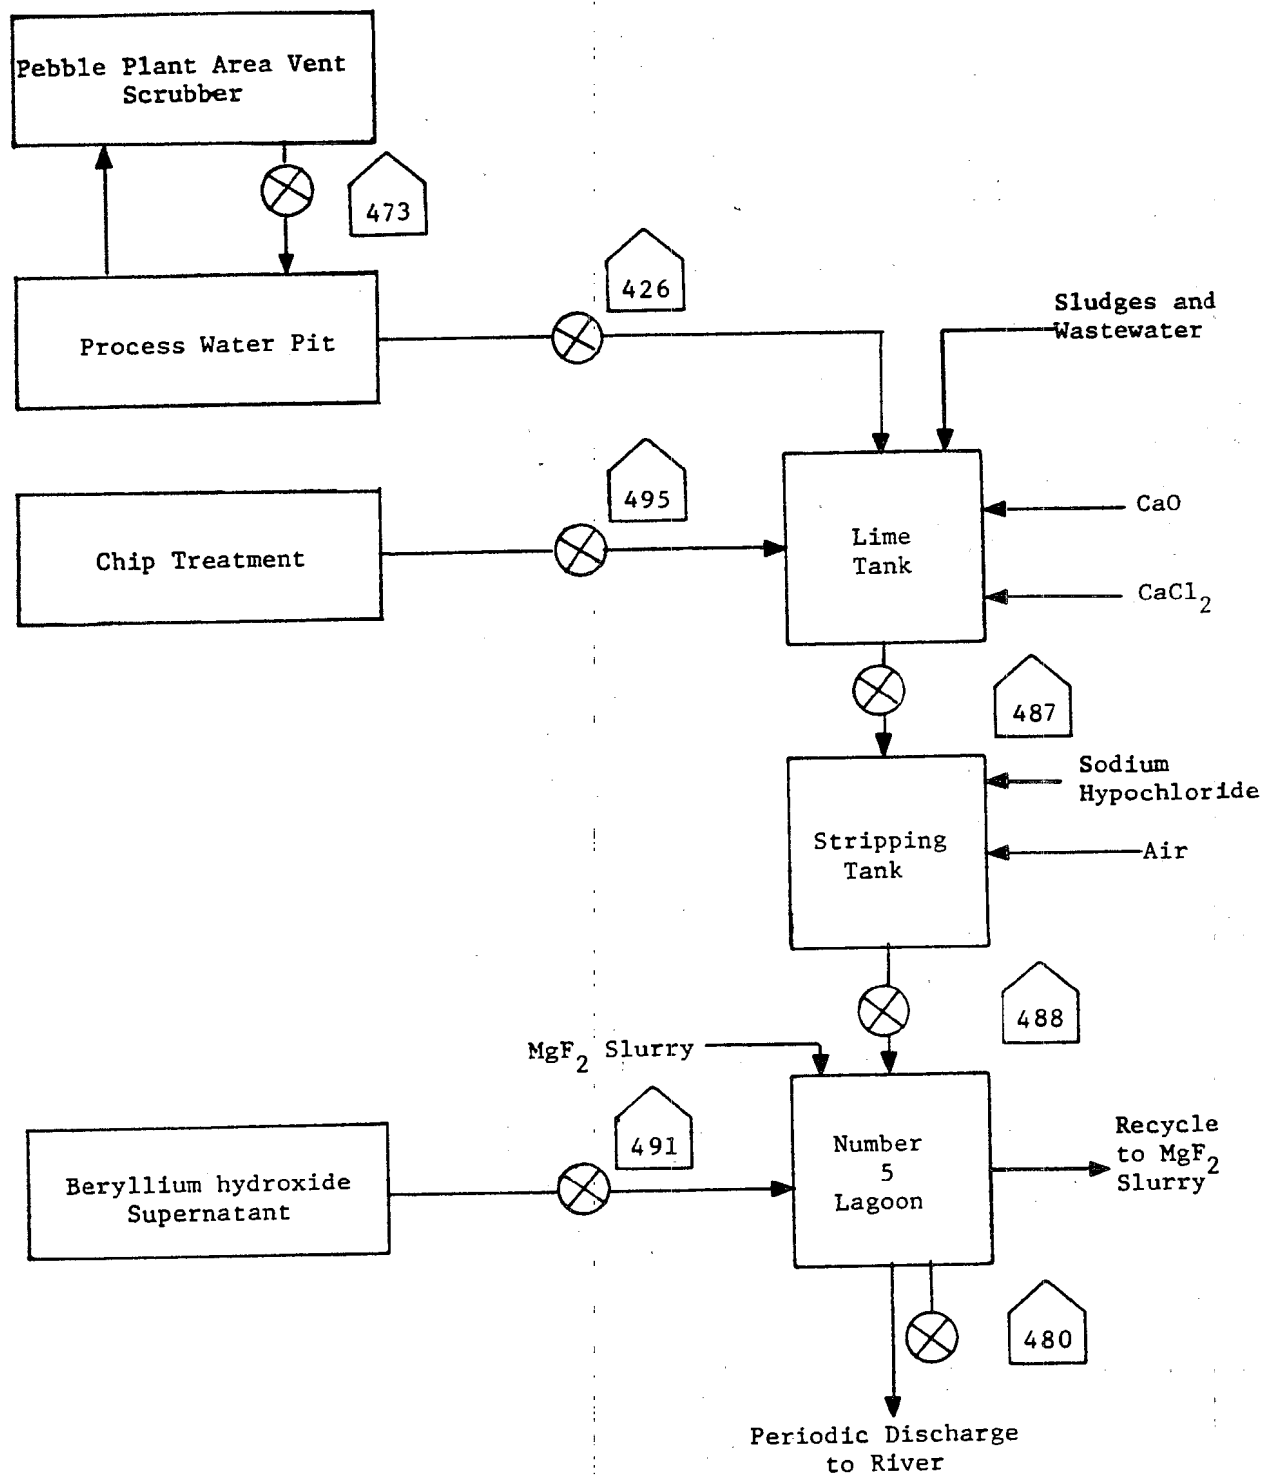 Pebble Plant Area Vent
Scrubber
473
426
Process Water Pit
Sludges and
Wastewater
495
Chip Treatment
Lime
Tank
CaO
CaCl2
487
Sodium
Hypochloride
Stripping
Tank
Air
488
MgF2 Slurry
491
Beryllium hydroxide
Supernatant
Number
5
Lagoon
Recycle
to MgF2
Slurry
480
Periodic Discharge
to River